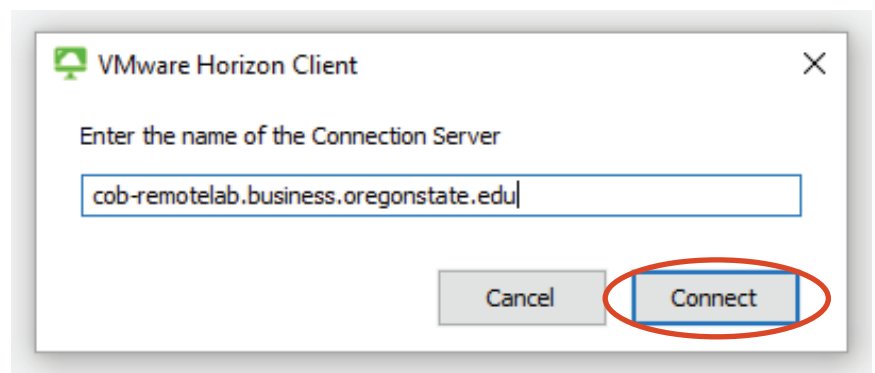 VMware Horizon Client
Enter the name of the Connection Server
cob-remotelab.business.oregonstate.edu
Cancel Connect